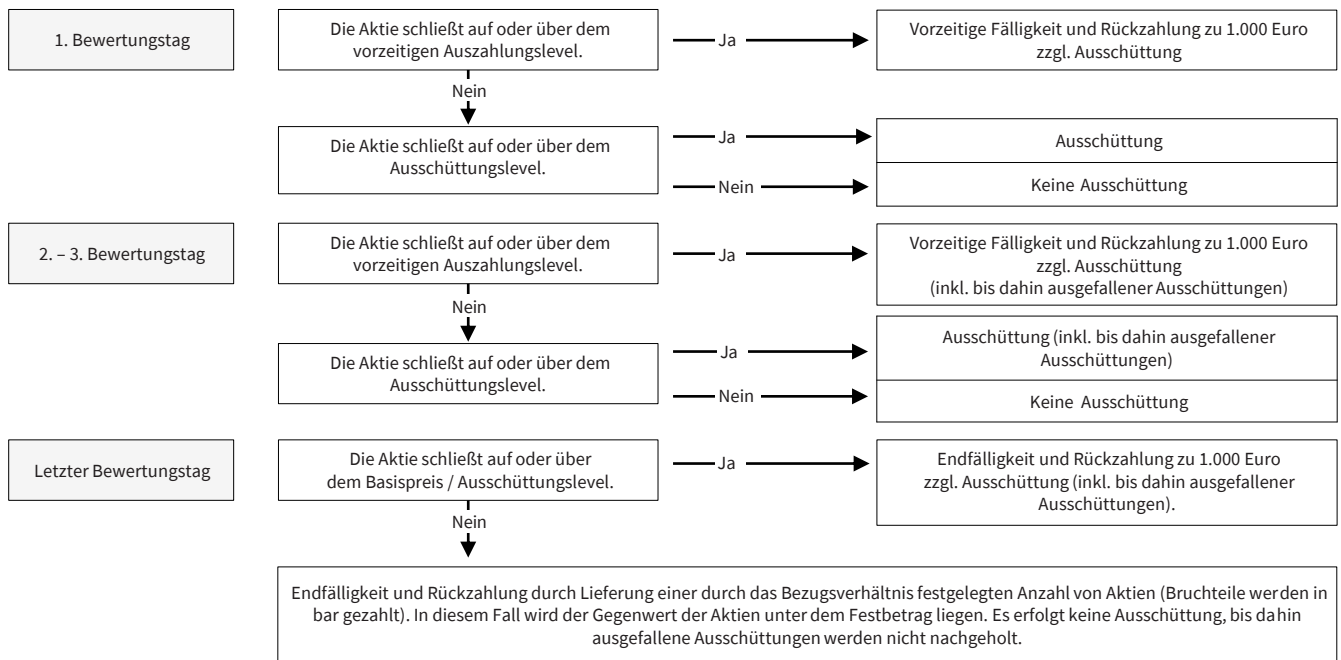 1. Bewertungstag
Die Aktie schließt auf oder über dem
vorzeitigen Auszahlungslevel.
Ja
Vorzeitige Fälligkeit und Rückzahlung zu 1.000 Euro
zzgl. Ausschüttung
Nein
Die Aktie schließt auf oder über dem
Ausschüttungslevel.
Ja
Ausschüttung
Nein
Keine Ausschüttung
2. – 3. Bewertungstag
Die Aktie schließt auf oder über dem
vorzeitigen Auszahlungslevel.
Ja
Vorzeitige Fälligkeit und Rückzahlung zu 1.000 Euro
zzgl. Ausschüttung
(inkl. bis dahin ausgefallener Ausschüttungen)
Nein
Die Aktie schließt auf oder über dem
Ausschüttungslevel.
Ja
Ausschüttung (inkl. bis dahin ausgefallener
Ausschüttungen)
Nein
Keine Ausschüttung
Letzter Bewertungstag
Die Aktie schließt auf oder über
dem Basispreis / Ausschüttungslevel.
Ja
Endfälligkeit und Rückzahlung zu 1.000 Euro
zzgl. Ausschüttung (inkl. bis dahin ausgefallener
Ausschüttungen).
Nein
Endfälligkeit und Rückzahlung durch Lieferung einer durch das Bezugsverhältnis festgelegten Anzahl von Aktien (Bruchteile werden in
bar gezahlt). In diesem Fall wird der Gegenwert der Aktien unter dem Festbetrag liegen. Es erfolgt keine Ausschüttung, bis dahin
ausgefallene Ausschüttungen werden nicht nachgeholt.